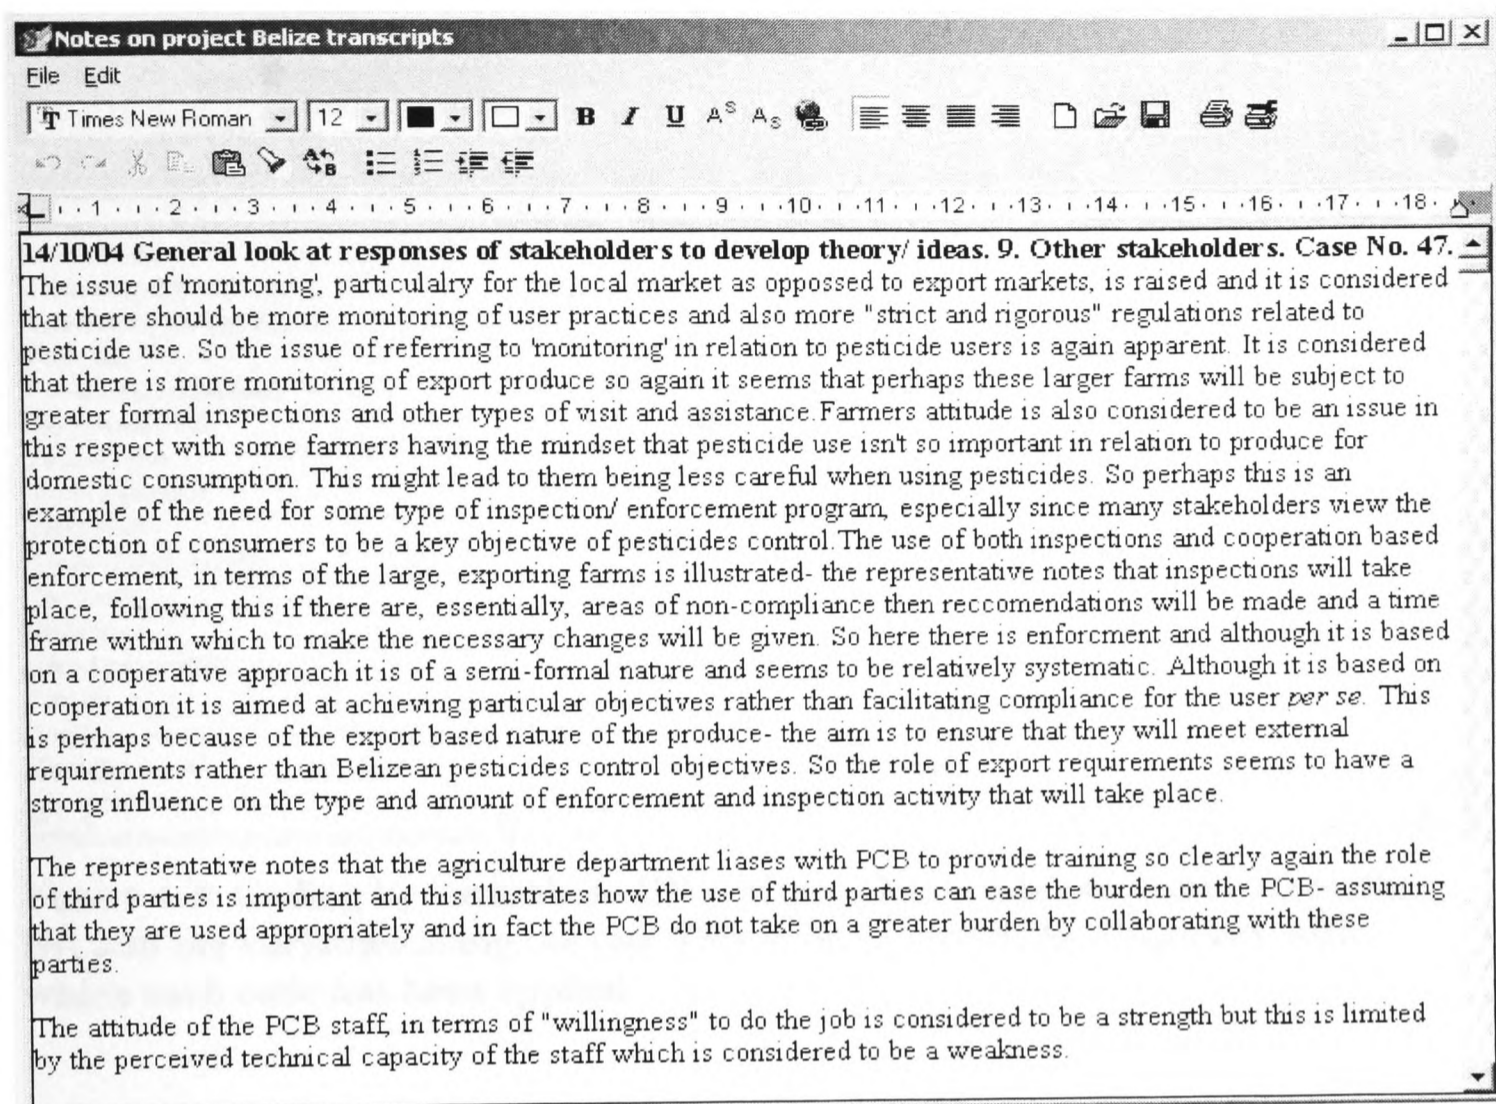 Notes on project Belize transcripts
File Edit
Times New Roman 12 B I U A^S A_S
1 2 3 4 5 6 7 8 9 10 11 12 13 14 15 16 17 18
14/10/04 General look at responses of stakeholders to develop theory/ ideas. 9. Other stakeholders. Case No. 47.
The issue of 'monitoring', particulalry for the local market as oppossed to export markets, is raised and it is considered
that there should be more monitoring of user practices and also more "strict and rigorous" regulations related to
pesticide use. So the issue of referring to 'monitoring' in relation to pesticide users is again apparent. It is considered
that there is more monitoring of export produce so again it seems that perhaps these larger farms will be subject to
greater formal inspections and other types of visit and assistance.Farmers attitude is also considered to be an issue in
this respect with some farmers having the mindset that pesticide use isn't so important in relation to produce for
domestic consumption. This might lead to them being less careful when using pesticides. So perhaps this is an
example of the need for some type of inspection/ enforcement program, especially since many stakeholders view the
protection of consumers to be a key objective of pesticides control.The use of both inspections and cooperation based
enforcement, in terms of the large, exporting farms is illustrated- the representative notes that inspections will take
place, following this if there are, essentially, areas of non-compliance then reccomendations will be made and a time
frame within which to make the necessary changes will be given. So here there is enforcment and although it is based
on a cooperative approach it is of a semi-formal nature and seems to be relatively systematic. Although it is based on
cooperation it is aimed at achieving particular objectives rather than facilitating compliance for the user per se. This
is perhaps because of the export based nature of the produce- the aim is to ensure that they will meet external
requirements rather than Belizean pesticides control objectives. So the role of export requirements seems to have a
strong influence on the type and amount of enforcement and inspection activity that will take place.
The representative notes that the agriculture department liases with PCB to provide training so clearly again the role
of third parties is important and this illustrates how the use of third parties can ease the burden on the PCB- assuming
that they are used appropriately and in fact the PCB do not take on a greater burden by collaborating with these
parties.
The attitude of the PCB staff, in terms of "willingness" to do the job is considered to be a strength but this is limited
by the perceived technical capacity of the staff which is considered to be a weakness.